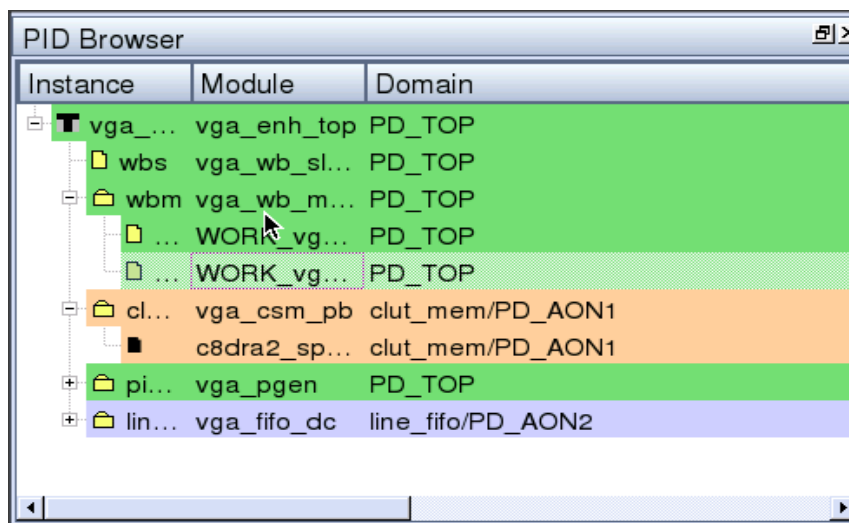 PID Browser
Instance Module Domain
vga_... vga_enh_top PD_TOP
wbs vga_wb_sl... PD_TOP
wbm vga_wb_m... PD_TOP
... WORK_vg... PD_TOP
... WORK_vg... PD_TOP
cl... vga_csm_pb clut_mem/PD_AON1
c8dra2_sp... clut_mem/PD_AON1
pi... vga_pgen PD_TOP
lin... vga_fifo_dc line_fifo/PD_AON2